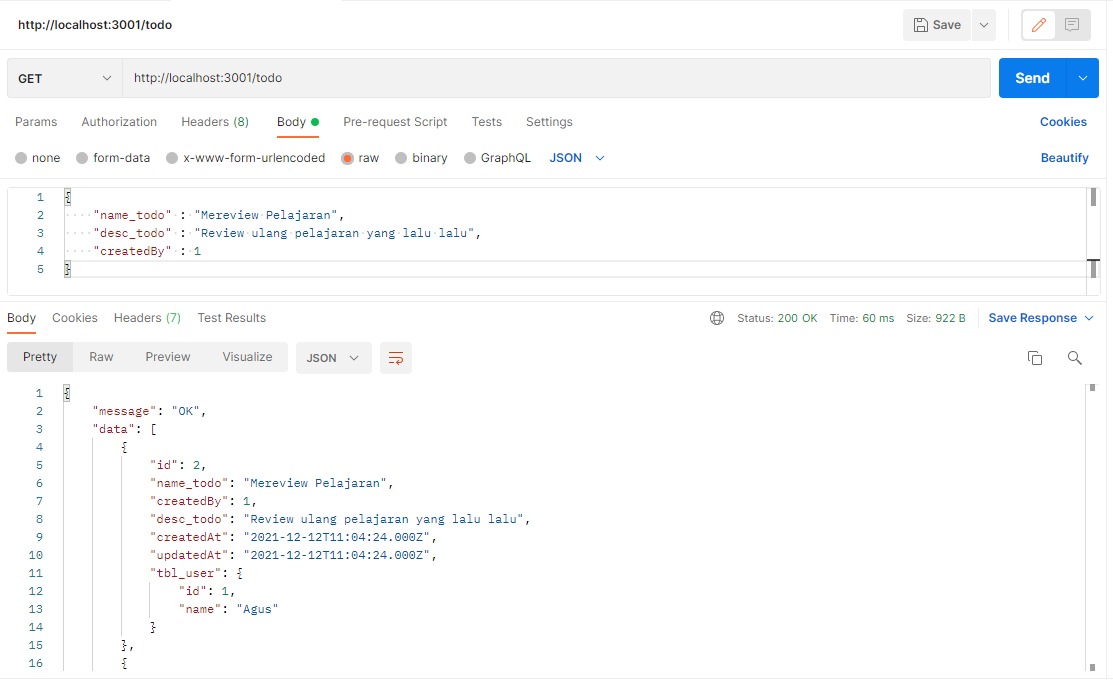 http://localhost:3001/todo
Save
GET
http://localhost:3001/todo
Send
Params
Authorization
Headers (8)
Body
Pre-request Script
Tests
Settings
Cookies
none
form-data
x-www-form-urlencoded
raw
binary
GraphQL
JSON
Beautify
1 {
2 "name_todo" : "Mereview Pelajaran",
3 "desc_todo" : "Review ulang pelajaran yang lalu lalu",
4 "createdBy" : 1
5 }
Body
Cookies
Headers (7)
Test Results
Status: 200 OK
Time: 60 ms
Size: 922 B
Save Response
Pretty
Raw
Preview
Visualize
JSON
1 {
2 "message": "OK",
3 "data": [
4 {
5 "id": 2,
6 "name_todo": "Mereview Pelajaran",
7 "createdBy": 1,
8 "desc_todo": "Review ulang pelajaran yang lalu lalu",
9 "createdAt": "2021-12-12T11:04:24.000Z",
10 "updatedAt": "2021-12-12T11:04:24.000Z",
11 "tbl_user": {
12 "id": 1,
13 "name": "Agus"
14 }
15 },
16 {